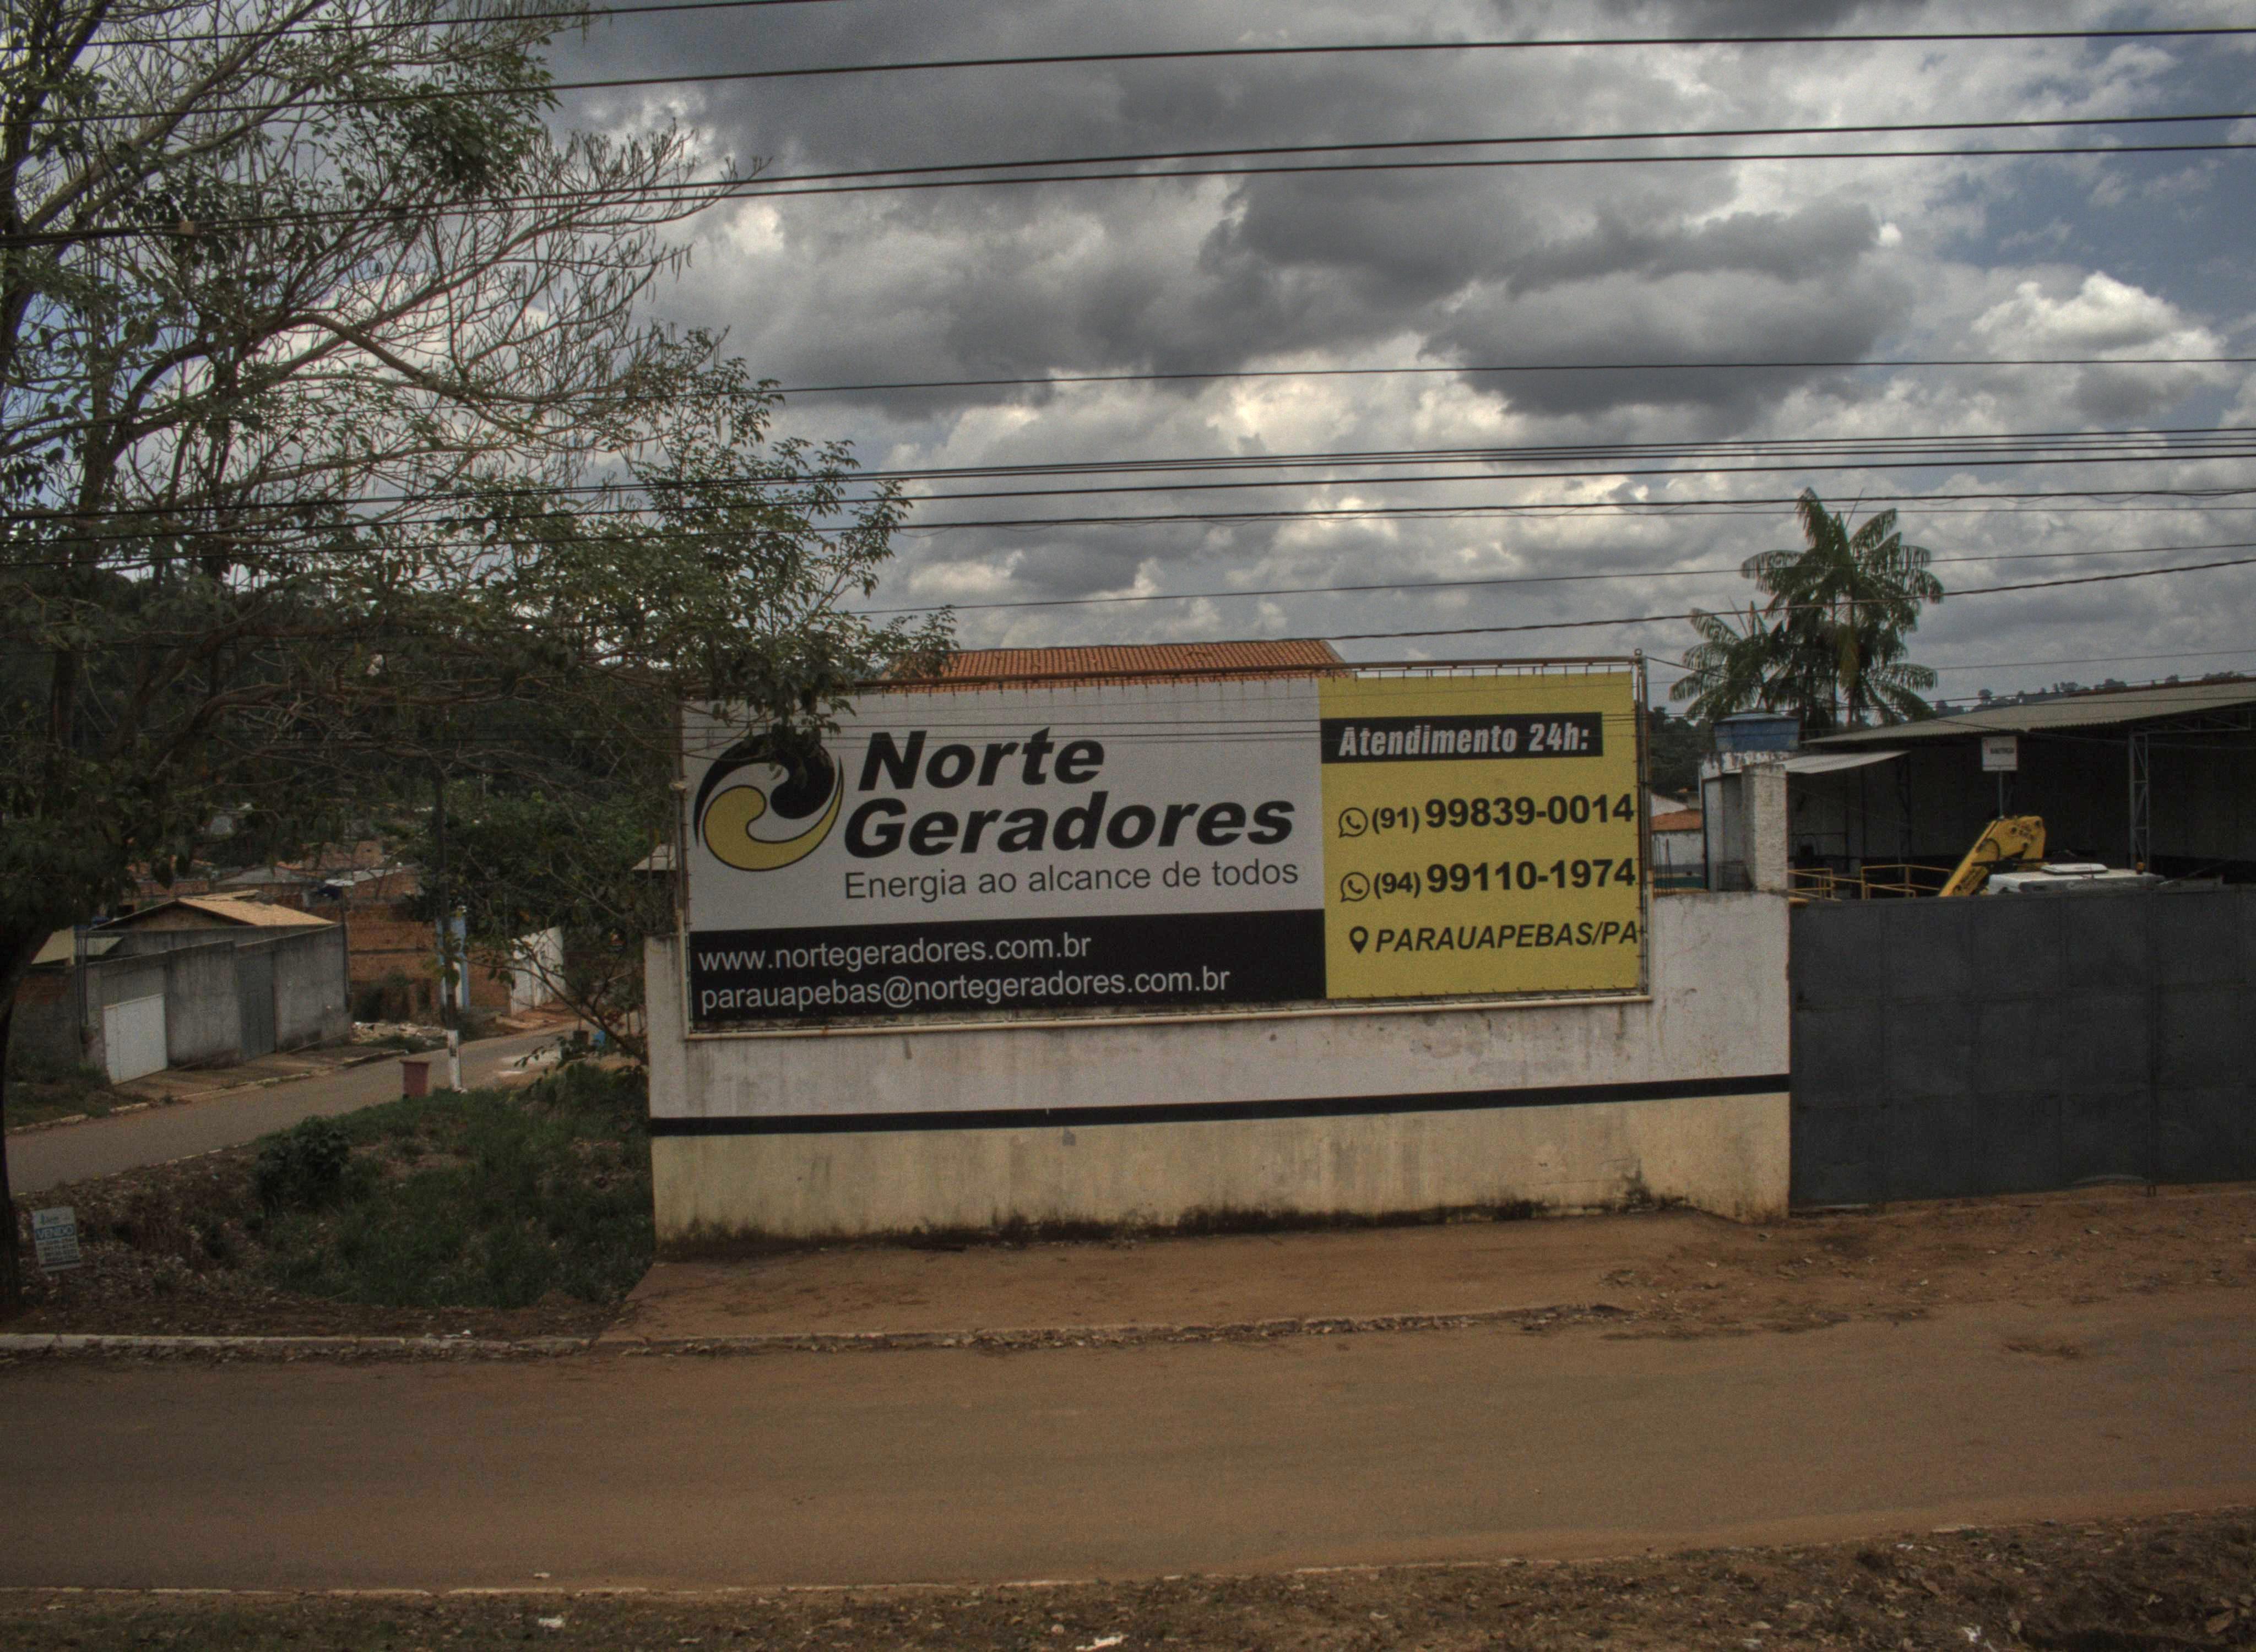 Norte
Geradores
Energia ao alcance de todos
www.nortegeradores.com.br
parauapebas@nortegeradores.com.br
Atendimento 24h:
(91) 99839-0014
(94) 99110-1974
PARAUAPEBAS/PA
VENDO